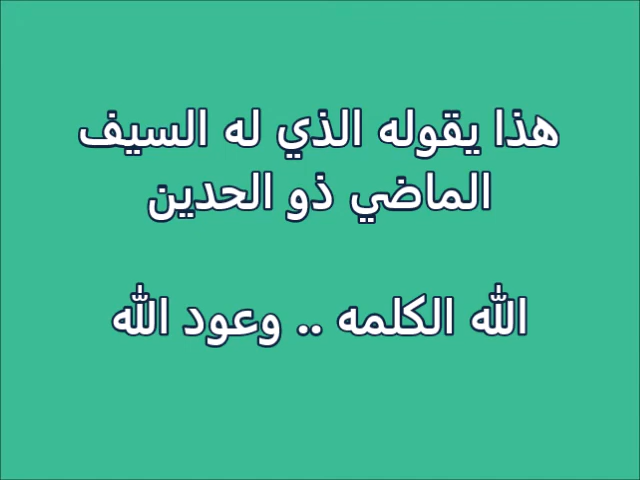 هذا يقوله الذي له السيف
الماضي ذو الحدين
الله الكلمه .. وعود الله